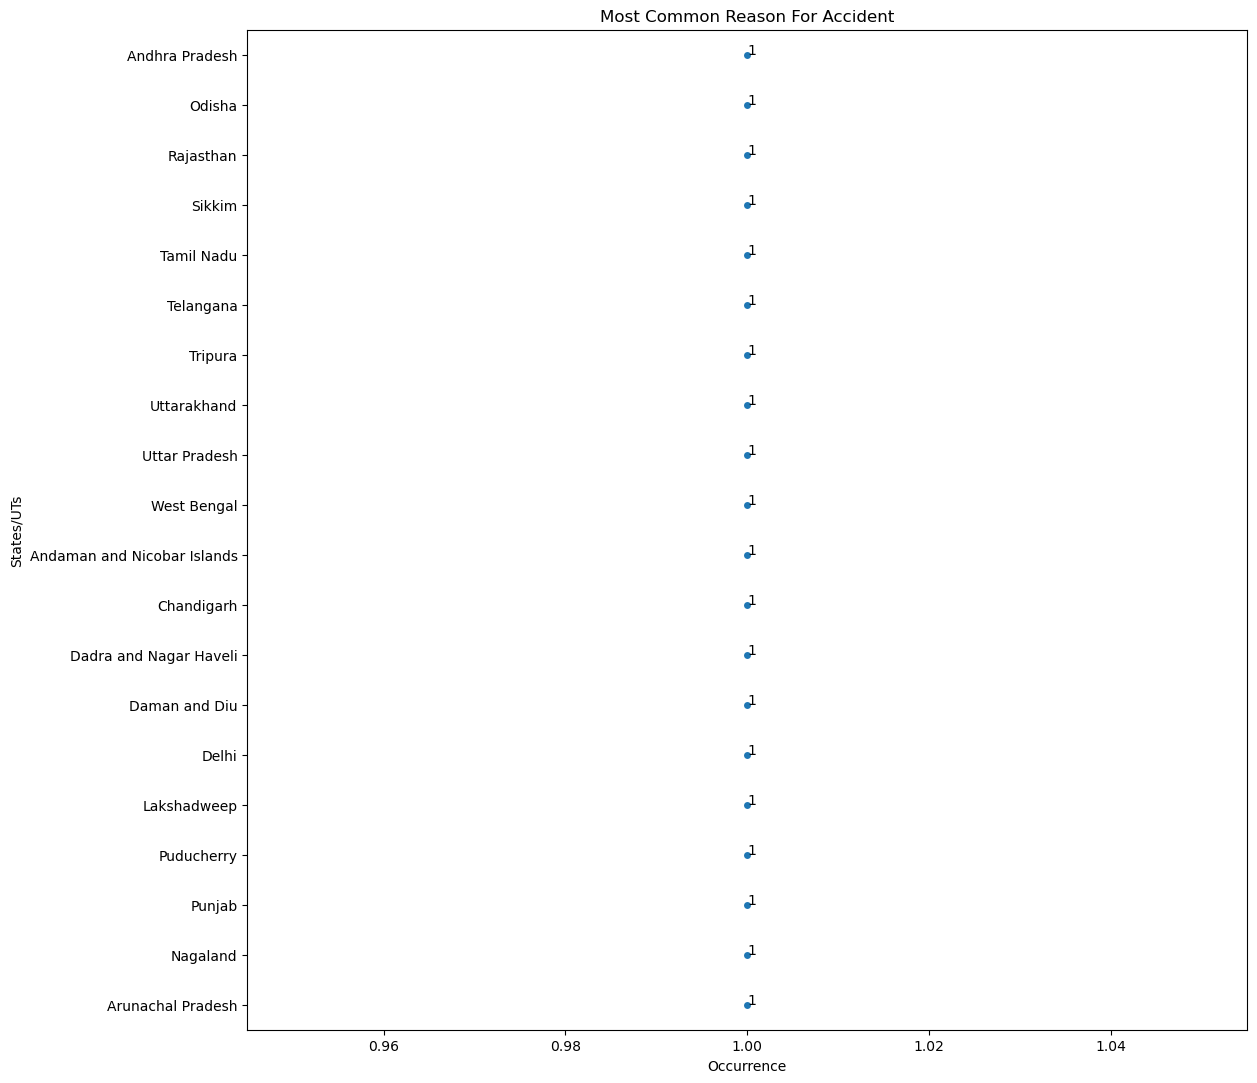 Most Common Reason For Accident
Andhra Pradesh 1
Odisha 1
Rajasthan 1
Sikkim 1
Tamil Nadu 1
Telangana 1
Tripura 1
Uttarakhand 1
Uttar Pradesh 1
West Bengal 1
States/UTs
Andaman and Nicobar Islands 1
Chandigarh 1
Dadra and Nagar Haveli 1
Daman and Diu 1
Delhi 1
Lakshadweep 1
Puducherry 1
Punjab 1
Nagaland 1
Arunachal Pradesh 1
0.96 0.98 1.00 1.02 1.04
Occurrence